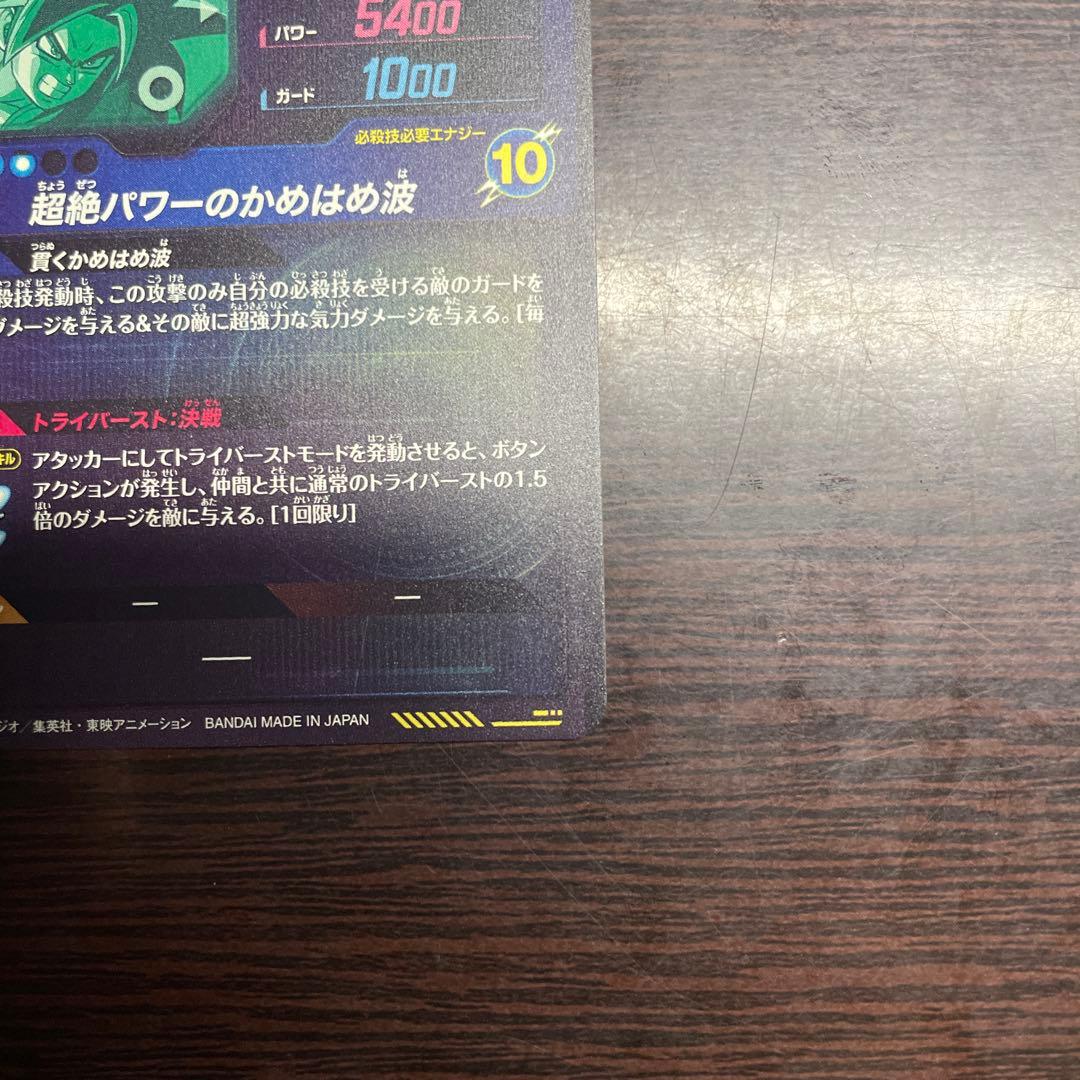 パワー 5400
ガード 1000
必殺技必要エナジー 10
超絶パワーのかめはめ波
貫くかめはめ波
殺技発動時、この攻撃のみ自分の必殺技を受ける敵のガードを
ダメージを与える&その敵に超強力な気力ダメージを与える。[毎
トライバースト:決戦
アタッカーにしてトライバーストモードを発動させると、ボタン
アクションが発生し、仲間と共に通常のトライバーストの1.5
倍のダメージを敵に与える。[1回限り]
ー
ー
ー
ジオ/集英社・東映アニメーション BANDAI MADE IN JAPAN